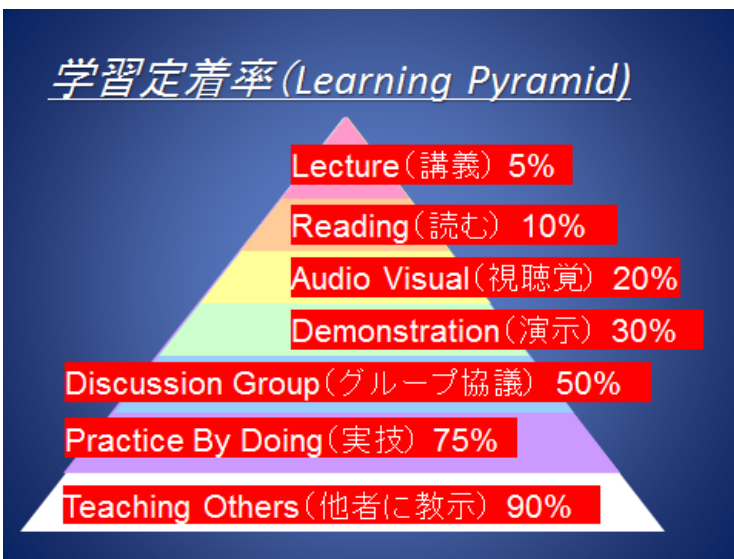 学習定着率(Learning Pyramid)
Lecture(講義) 5%
Reading(読む) 10%
Audio Visual(視聴覚) 20%
Demonstration(演示) 30%
Discussion Group(グループ協議) 50%
Practice By Doing(実技) 75%
Teaching Others(他者に教示) 90%